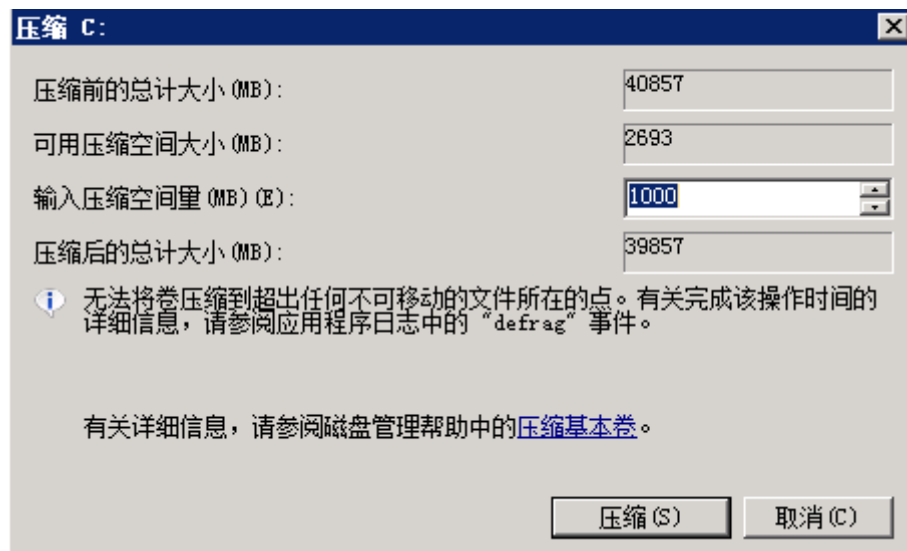 压缩 C:
压缩前的总计大小(MB): 40857
可用压缩空间大小(MB): 2693
输入压缩空间量(MB)(E): 1000
压缩后的总计大小(MB): 39857
无法将卷压缩到超出任何不可移动的文件所在的点。有关完成该操作时间的
详细信息，请参阅应用程序日志中的 "defrag" 事件。
有关详细信息，请参阅磁盘管理帮助中的压缩基本卷。
压缩(S) 取消(C)